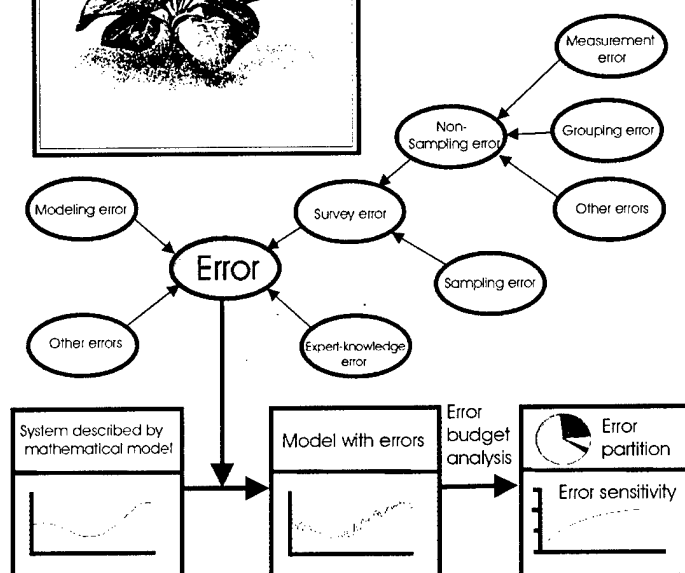 Measurement
error
Non-
Sampling error
Grouping error
Other errors
Modeling error
Survey error
Error
Sampling error
Other errors
Expert-knowledge
error
System described by
mathematical model
Model with errors
Error
budget
analysis
Error
partition
Error sensitivity